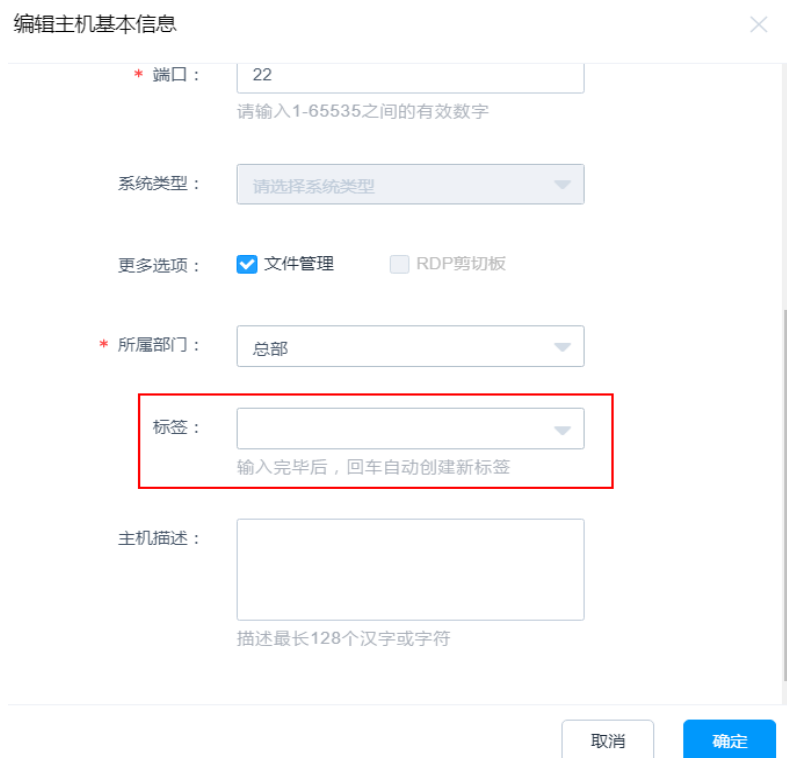 编辑主机基本信息
* 端口： 22
请输入1-65535之间的有效数字
系统类型： 请选择系统类型
更多选项： 文件管理 RDP剪切板
* 所属部门： 总部
标签：
输入完毕后，回车自动创建新标签
主机描述：
描述最长128个汉字或字符
取消 确定